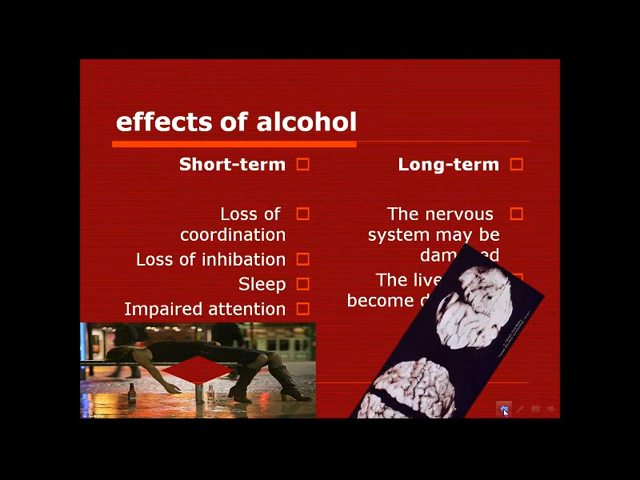 effects of alcohol
Short-term
Loss of
coordination
Loss of inhibation
Sleep
Impaired attention
Long-term
The nervous
system may be
The
become